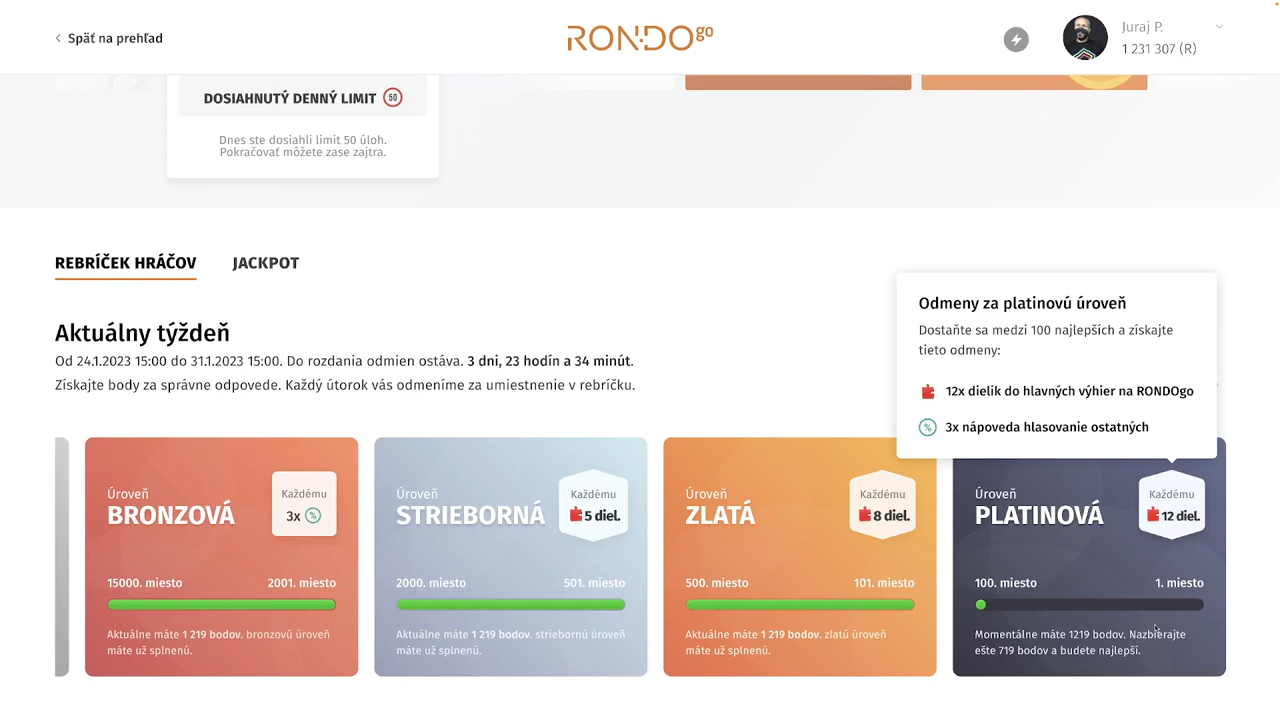 Späť na prehľad
RONDO go
Juraj P.
1 231 307 (R)
DOSIAHNUTÝ DENNÝ LIMIT 50
Dnes ste dosiahli limit 50 úloh.
Pokračovať môžete zase zajtra.
REBRÍČEK HRÁČOV
JACKPOT
Aktuálny týždeň
Od 24.1.2023 15:00 do 31.1.2023 15:00. Do rozdania odmien ostáva. 3 dni, 23 hodín a 34 minút.
Získajte body za správne odpovede. Každý útorok vás odmeníme za umiestnenie v rebríčku.
Odmeny za platinovú úroveň
Dostaňte sa medzi 100 najlepších a získajte
tieto odmeny:
12x dielik do hlavných výhier na RONDOgo
% 3x nápoveda hlasovanie ostatných
Úroveň
BRONZOVÁ
Každému
3x %
15000. miesto
2001. miesto
Aktuálne máte 1 219 bodov. bronzovú úroveň
máte už splnenú.
Úroveň
STRIEBORNÁ
Každému
5 diel.
2000. miesto
501. miesto
Aktuálne máte 1 219 bodov. striebornú úroveň
máte už splnenú.
Úroveň
ZLATÁ
Každému
8 diel.
500. miesto
101. miesto
Aktuálne máte 1 219 bodov. zlatú úroveň
máte už splnenú.
Úroveň
PLATINOVÁ
Každému
12 diel.
100. miesto
1. miesto
Momentálne máte 1219 bodov. Nazbierajte
ešte 719 bodov a budete najlepší.